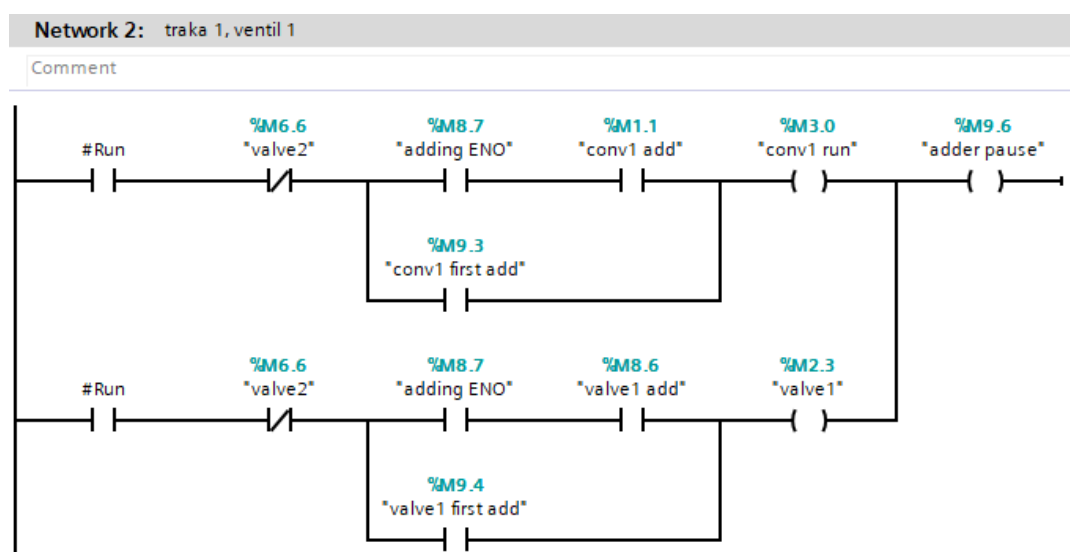 Network 2: traka 1, ventil 1
Comment
%M6.6 %M8.7 %M1.1 %M3.0 %M9.6
#Run "valve2" "adding ENO" "conv1 add" "conv1 run" "adder pause"
%M9.3
"conv1 first add"
%M6.6 %M8.7 %M8.6 %M2.3
#Run "valve2" "adding ENO" "valve1 add" "valve1"
%M9.4
"valve1 first add"